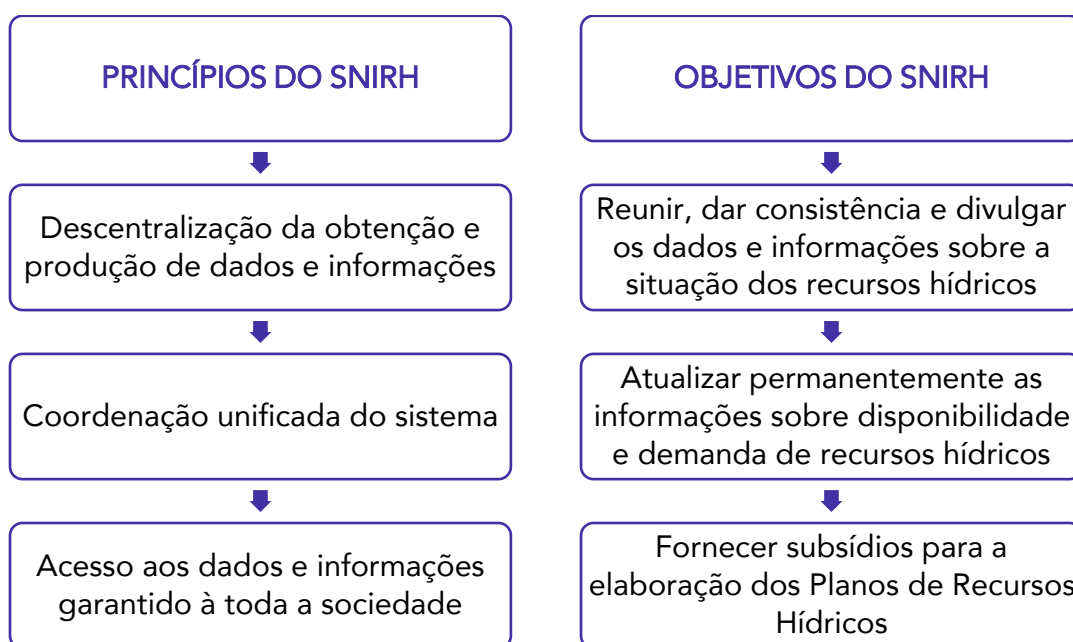 PRINCÍPIOS DO SNIRH
Descentralização da obtenção e
produção de dados e informações
Coordenação unificada do sistema
Acesso aos dados e informações
garantido à toda a sociedade
OBJETIVOS DO SNIRH
Reunir, dar consistência e divulgar
os dados e informações sobre a
situação dos recursos hídricos
Atualizar permanentemente as
informações sobre disponibilidade
e demanda de recursos hídricos
Fornecer subsídios para a
elaboração dos Planos de Recursos
Hídricos